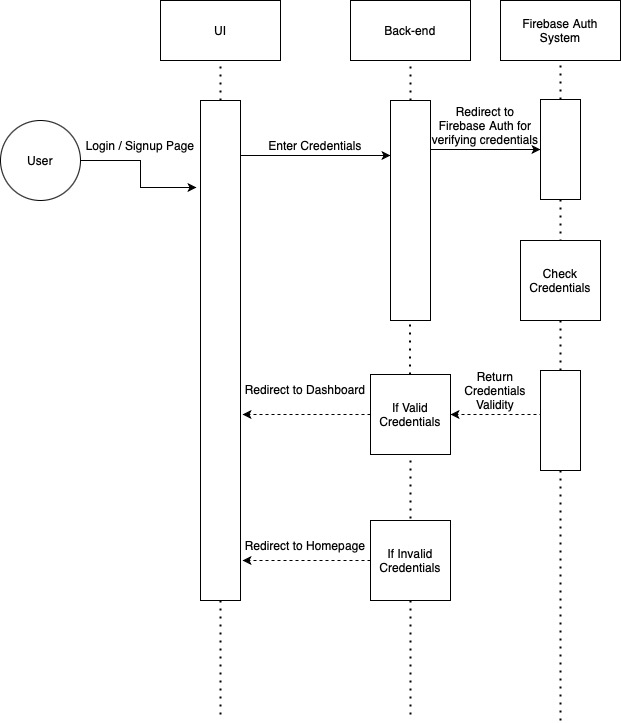 UI
Back-end
Firebase Auth
System
User
Login / Signup Page
Enter Credentials
Redirect to
Firebase Auth for
verifying credentials
Check
Credentials
Return
Credentials
Validity
If Valid
Credentials
Redirect to Dashboard
If Invalid
Credentials
Redirect to Homepage